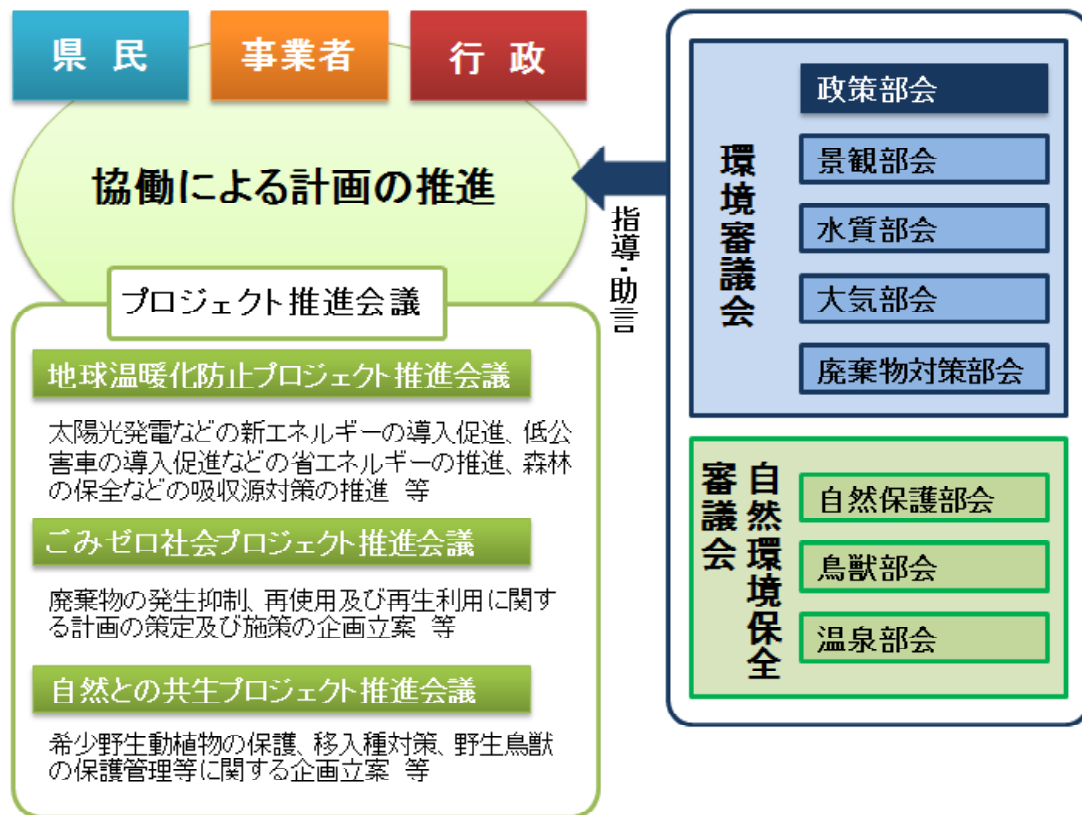 県 民
事業者
行 政
協働による計画の推進
プロジェクト推進会議
地球温暖化防止プロジェクト推進会議
太陽光発電などの新エネルギーの導入促進、低公
害車の導入促進などの省エネルギーの推進、森林
の保全などの吸収源対策の推進 等
ごみゼロ社会プロジェクト推進会議
廃棄物の発生抑制、再使用及び再生利用に関す
る計画の策定及び施策の企画立案 等
自然との共生プロジェクト推進会議
希少野生動植物の保護、移入種対策、野生鳥獣
の保護管理等に関する企画立案 等
指導・助言
環境審議会
政策部会
景観部会
水質部会
大気部会
廃棄物対策部会
自然環境保全
審議会
自然保護部会
鳥獣部会
温泉部会